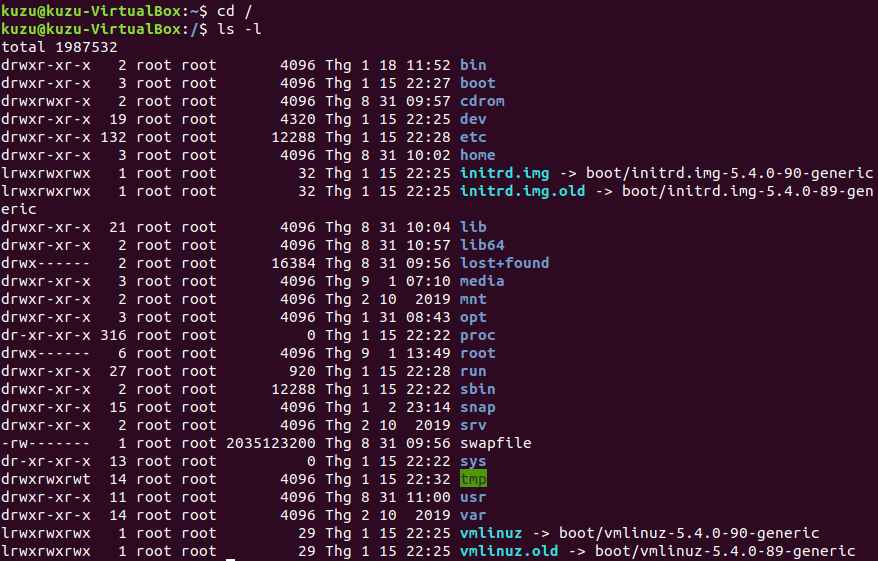 kuzu@kuzu-VirtualBox:~$ cd /
kuzu@kuzu-VirtualBox:/$ ls -l
total 1987532
drwxr-xr-x   2 root root       4096 Thg 1 18 11:52 bin
drwxr-xr-x   3 root root       4096 Thg 1 15 22:27 boot
drwxrwxr-x   2 root root       4096 Thg 8 31 09:57 cdrom
drwxr-xr-x  19 root root       4320 Thg 1 15 22:25 dev
drwxr-xr-x 132 root root      12288 Thg 1 15 22:28 etc
drwxr-xr-x   3 root root       4096 Thg 8 31 10:02 home
lrwxrwxrwx   1 root root         32 Thg 1 15 22:25 initrd.img -> boot/initrd.img-5.4.0-90-generic
lrwxrwxrwx   1 root root         32 Thg 1 15 22:25 initrd.img.old -> boot/initrd.img-5.4.0-89-gen
eric
drwxr-xr-x  21 root root       4096 Thg 8 31 10:04 lib
drwxr-xr-x   2 root root       4096 Thg 8 31 10:57 lib64
drwx------   2 root root      16384 Thg 8 31 09:56 lost+found
drwxr-xr-x   3 root root       4096 Thg 9  1 07:10 media
drwxr-xr-x   2 root root       4096 Thg 2 10  2019 mnt
drwxr-xr-x   3 root root       4096 Thg 1 31 08:43 opt
dr-xr-xr-x 316 root root          0 Thg 1 15 22:22 proc
drwx------   6 root root       4096 Thg 9  1 13:49 root
drwxr-xr-x  27 root root        920 Thg 1 15 22:28 run
drwxr-xr-x   2 root root      12288 Thg 1 15 22:22 sbin
drwxr-xr-x  15 root root       4096 Thg 1  2 23:14 snap
drwxr-xr-x   2 root root       4096 Thg 2 10  2019 srv
-rw-------   1 root root 2035123200 Thg 8 31 09:56 swapfile
dr-xr-xr-x  13 root root          0 Thg 1 15 22:22 sys
drwxrwxrwt  14 root root       4096 Thg 1 15 22:32 tmp
drwxr-xr-x  11 root root       4096 Thg 8 31 11:00 usr
drwxr-xr-x  14 root root       4096 Thg 2 10  2019 var
lrwxrwxrwx   1 root root         29 Thg 1 15 22:25 vmlinuz -> boot/vmlinuz-5.4.0-90-generic
lrwxrwxrwx   1 root root         29 Thg 1 15 22:25 vmlinuz.old -> boot/vmlinuz-5.4.0-89-generic